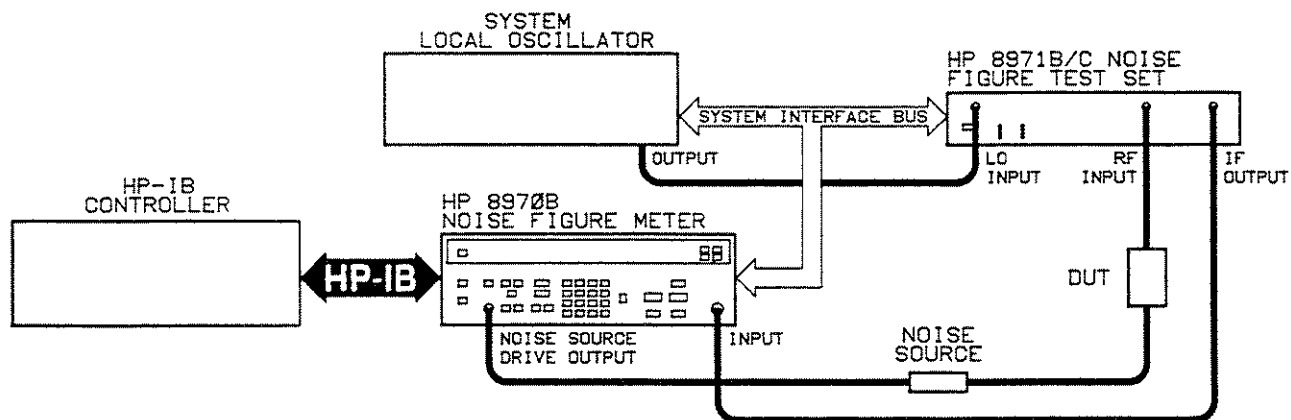 SYSTEM
LOCAL OSCILLATOR
HP 8971B/C NOISE
FIGURE TEST SET
SYSTEM INTERFACE BUS
OUTPUT
LO
INPUT
RF
INPUT
IF
OUTPUT
HP-IB
CONTROLLER
HP 8970B
NOISE FIGURE METER
HP-IB
DUT
NOISE SOURCE
DRIVE OUTPUT
INPUT
NOISE
SOURCE